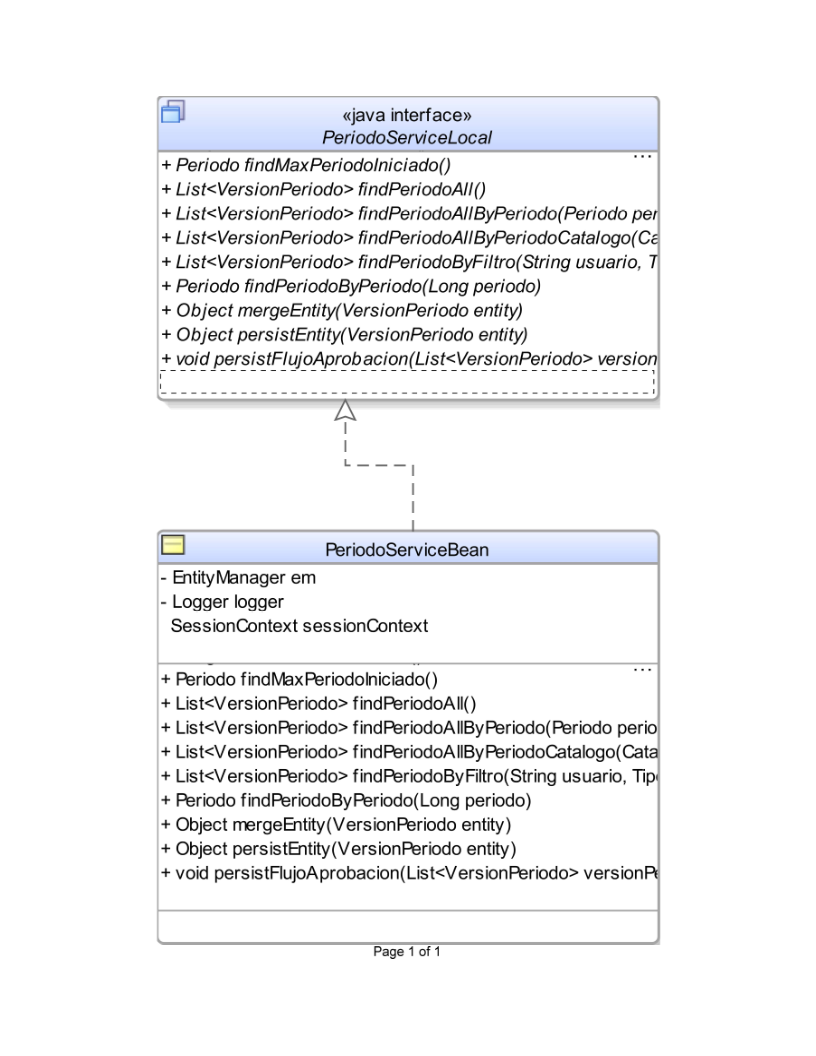 «java interface»
PeriodoServiceLocal
...
+ Periodo findMaxPeriodoIniciado()
+ List<VersionPeriodo> findPeriodoAll()
+ List<VersionPeriodo> findPeriodoAllByPeriodo(Periodo per
+ List<VersionPeriodo> findPeriodoAllByPeriodoCatalogo(Ca
+ List<VersionPeriodo> findPeriodoByFiltro(String usuario, T
+ Periodo findPeriodoByPeriodo(Long periodo)
+ Object mergeEntity(VersionPeriodo entity)
+ Object persistEntity(VersionPeriodo entity)
+ void persistFlujoAprobacion(List<VersionPeriodo> version
PeriodoServiceBean
- EntityManager em
- Logger logger
SessionContext sessionContext
...
+ Periodo findMaxPeriodoIniciado()
+ List<VersionPeriodo> findPeriodoAll()
+ List<VersionPeriodo> findPeriodoAllByPeriodo(Periodo perio
+ List<VersionPeriodo> findPeriodoAllByPeriodoCatalogo(Cata
+ List<VersionPeriodo> findPeriodoByFiltro(String usuario, Tip
+ Periodo findPeriodoByPeriodo(Long periodo)
+ Object mergeEntity(VersionPeriodo entity)
+ Object persistEntity(VersionPeriodo entity)
+ void persistFlujoAprobacion(List<VersionPeriodo> versionPe
Page 1 of 1